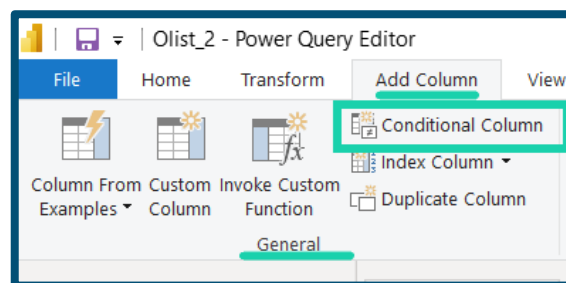 Olist_2 - Power Query Editor
File Home Transform Add Column View
Column From Examples
Custom Column
Invoke Custom Function
Conditional Column
Index Column
Duplicate Column
General